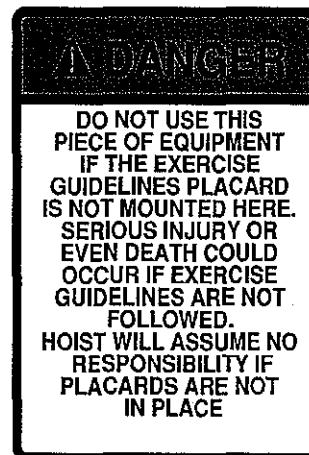 ⚠ DANGER
DO NOT USE THIS
PIECE OF EQUIPMENT
IF THE EXERCISE
GUIDELINES PLACARD
IS NOT MOUNTED HERE.
SERIOUS INJURY OR
EVEN DEATH COULD
OCCUR IF EXERCISE
GUIDELINES ARE NOT
FOLLOWED.
HOIST WILL ASSUME NO
RESPONSIBILITY IF
PLACARDS ARE NOT
IN PLACE